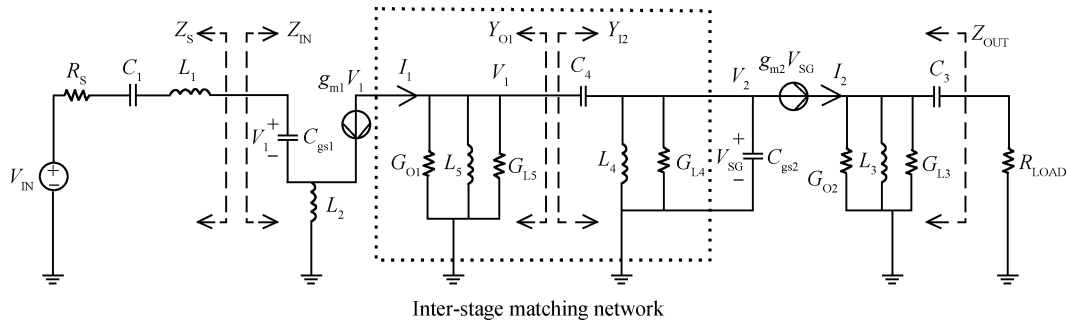 Z_S
Z_IN
Y_O1
Y_I2
Z_OUT
R_S
C_1
L_1
g_m1 V_1
I_1
V_1
C_4
V_2
g_m2 V_SG
I_2
C_3
V_IN
+
−
V_1
+
−
C_gs1
L_2
G_O1
L_5
G_L5
L_4
G_L4
V_SG
+
−
C_gs2
G_O2
L_3
G_L3
R_LOAD
Inter-stage matching network